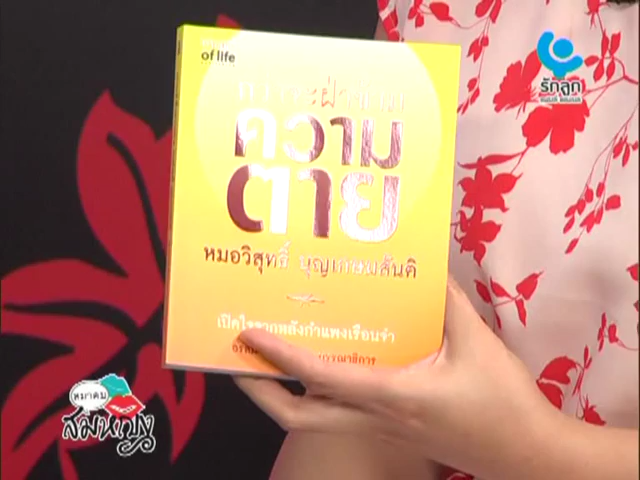 of life
ความ
ตาย
หมอวิสุทธิ์ บุญเกษมสันติ
เปิดใจจากหลังกำแพงเรือนจำ
รักลูก
สมาคม
สมหญิง